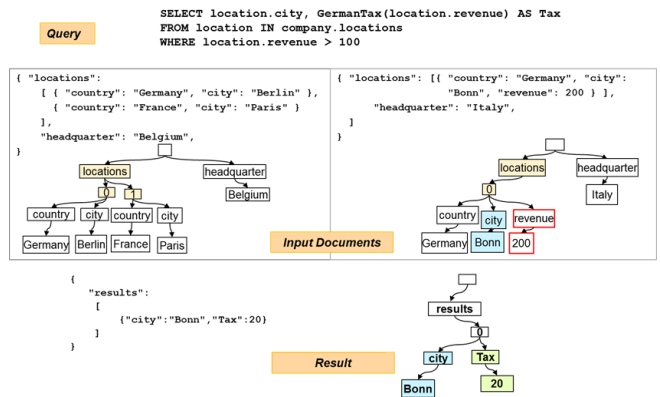 Query
SELECT location.city, GermanTax(location.revenue) AS Tax
FROM location IN company.locations
WHERE location.revenue > 100
{ "locations":
[ { "country": "Germany", "city": "Berlin" },
{ "country": "France", "city": "Paris" }
],
"headquarter": "Belgium",
}
locations
headquarter
0
1
Belgium
country
city
country
city
Germany
Berlin
France
Paris
{ "locations": [{ "country": "Germany", "city":
"Bonn", "revenue": 200 } ],
"headquarter": "Italy",
]
}
locations
headquarter
0
Italy
country
city
revenue
Germany
Bonn
200
Input Documents
{
"results":
[
{"city":"Bonn","Tax":20}
]
}
results
0
city
Tax
Bonn
20
Result